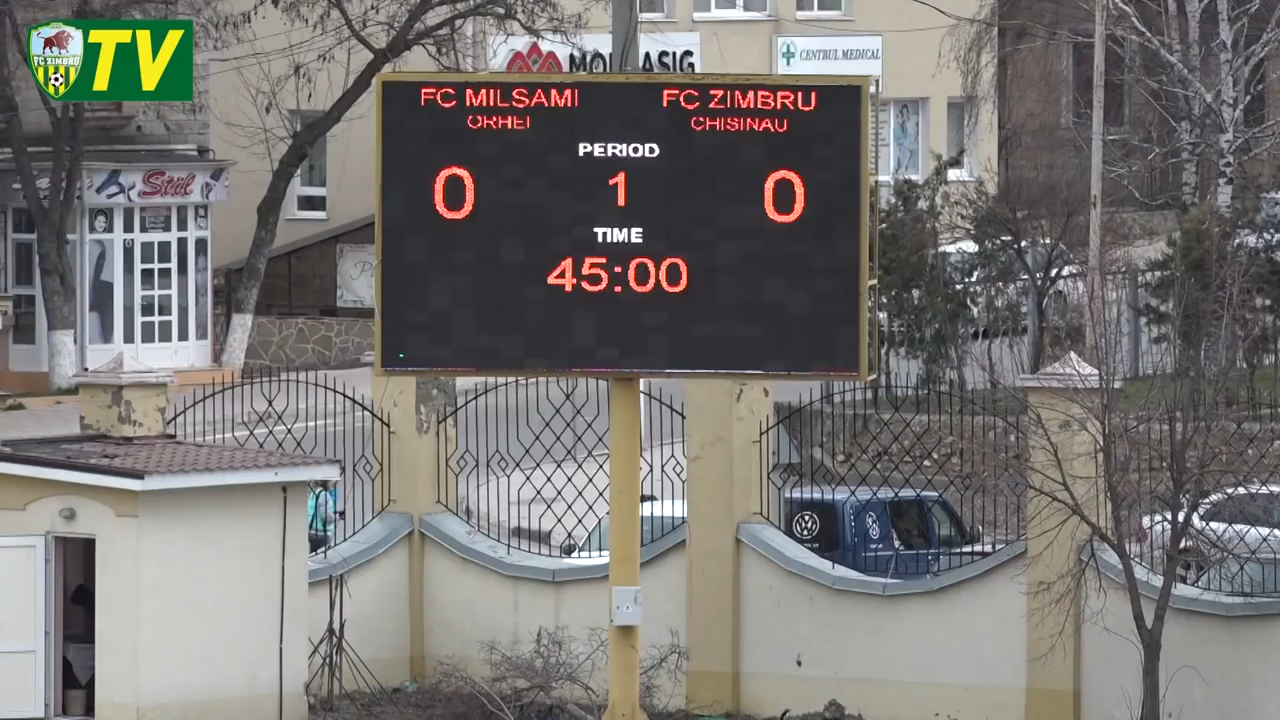 FC ZIMBRU
TV
CENTRUL MEDICAL
Stil
FC MILSAMI
ORHEI
FC ZIMBRU
CHISINAU
PERIOD
0
1
0
TIME
45:00